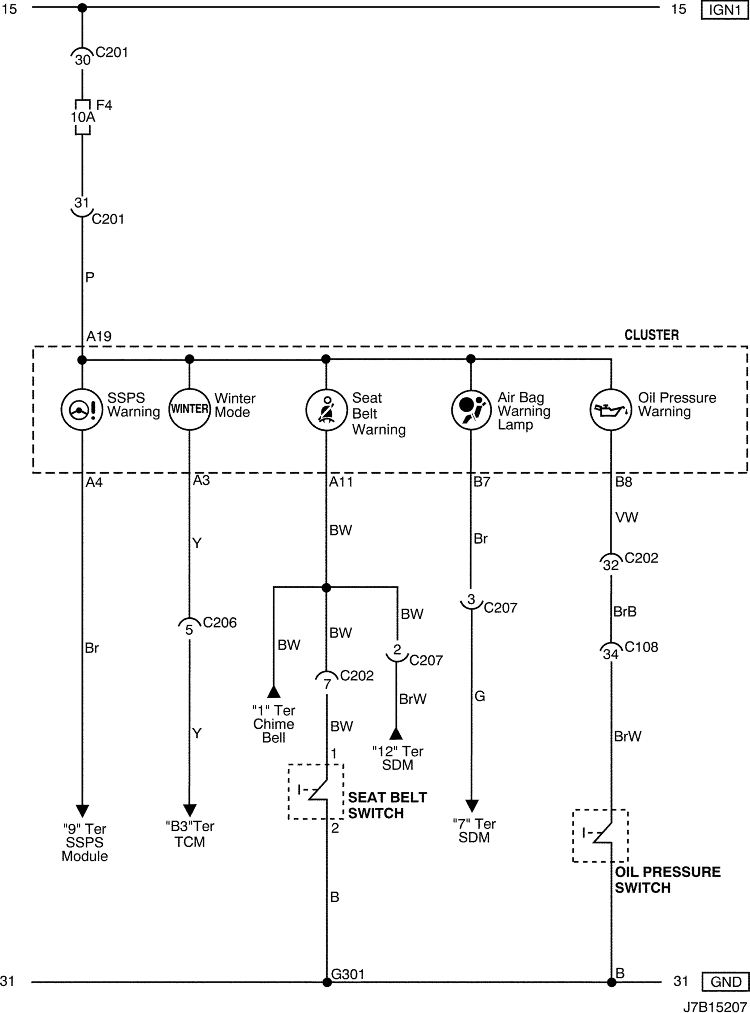 15
15 IGN1
30 C201
F4
10A
31
C201
P
A19
CLUSTER
SSPS
Warning
WINTER
Winter
Mode
Seat
Belt
Warning
Air Bag
Warning
Lamp
Oil Pressure
Warning
A4
A3
A11
B7
B8
VW
BW
Br
Y
32 C202
3 C207
BrB
BW
5 C206
BW
BW
Br
34 C108
2 C207
7 C202
G
BrW
"1" Ter
Chime
Bell
BW
Y
BrW
"12" Ter
SDM
1
SEAT BELT
SWITCH
2
"9" Ter
SSPS
Module
"B3"Ter
TCM
"7" Ter
SDM
OIL PRESSURE
SWITCH
B
G301
B
31
31 GND
J7B15207